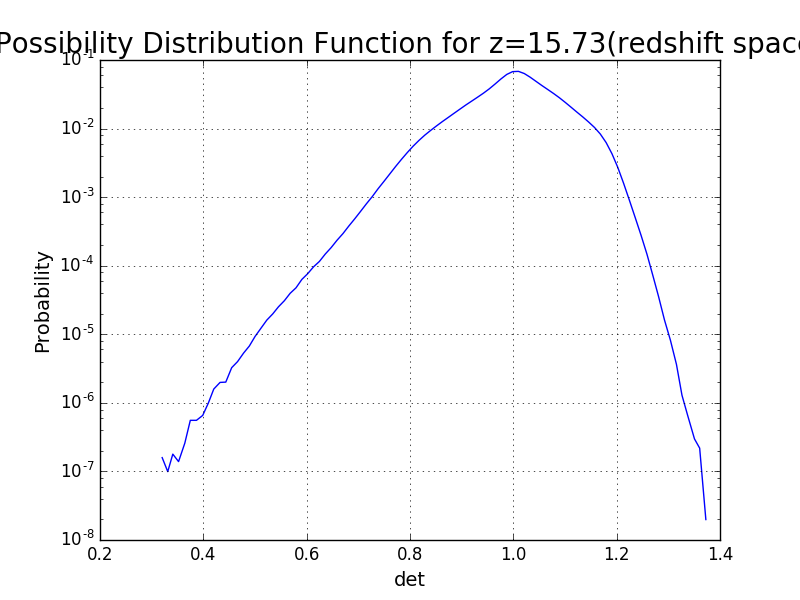 Possibility Distribution Function for z=15.73(redshift space
10-1
10-2
10-3
10-4
10-5
10-6
10-7
10-8
Probability
0.2 0.4 0.6 0.8 1.0 1.2 1.4
det